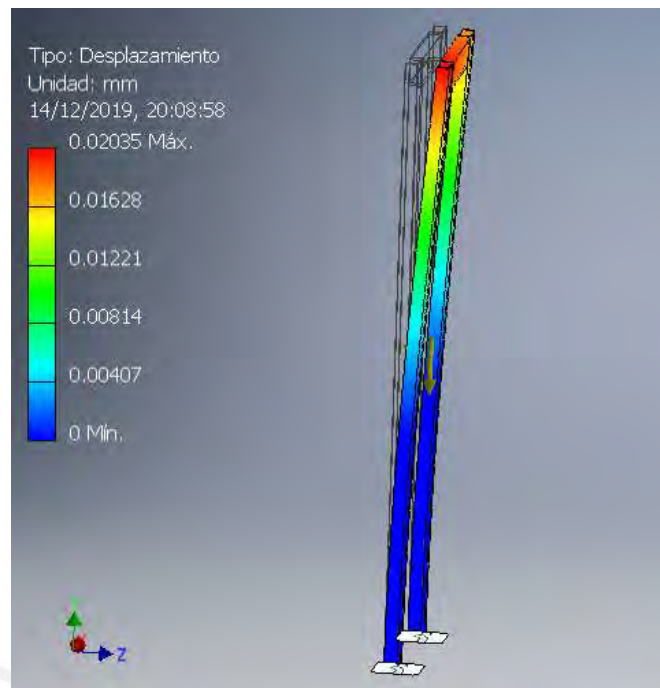 Tipo: Desplazamiento
Unidad: mm
14/12/2019, 20:08:58
0.02035 Máx.
0.01628
0.01221
0.00814
0.00407
0 Mín.
Z